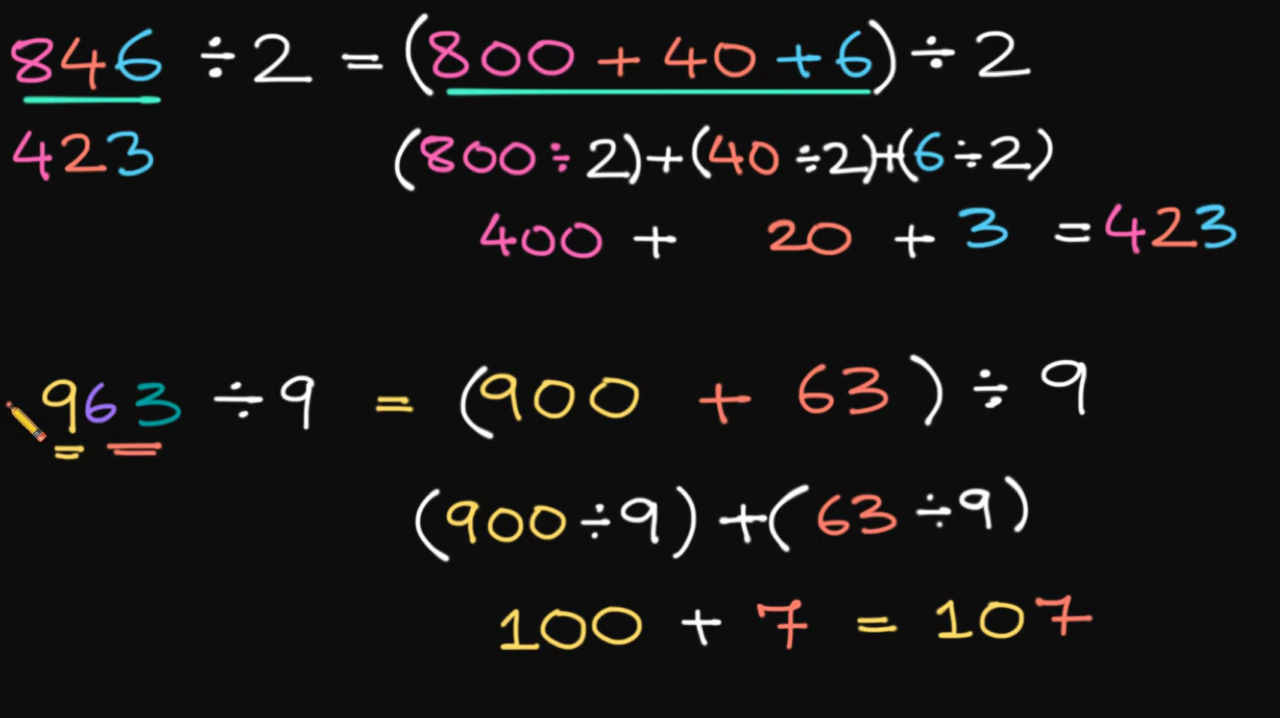 846 ÷ 2 = (800 + 40 + 6) ÷ 2
423 (800 ÷ 2) + (40 ÷ 2) + (6 ÷ 2)
400 + 20 + 3 = 423
963 ÷ 9 = (900 + 63) ÷ 9
(900 ÷ 9) + (63 ÷ 9)
100 + 7 = 107